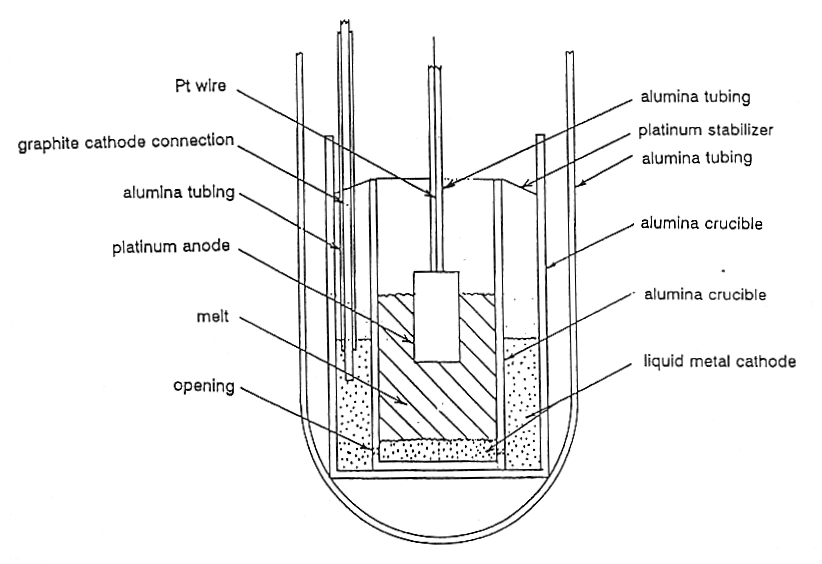 Pt wire
graphite cathode connection
alumina tubing
platinum anode
melt
opening
alumina tubing
platinum stabilizer
alumina tubing
alumina crucible
alumina crucible
liquid metal cathode